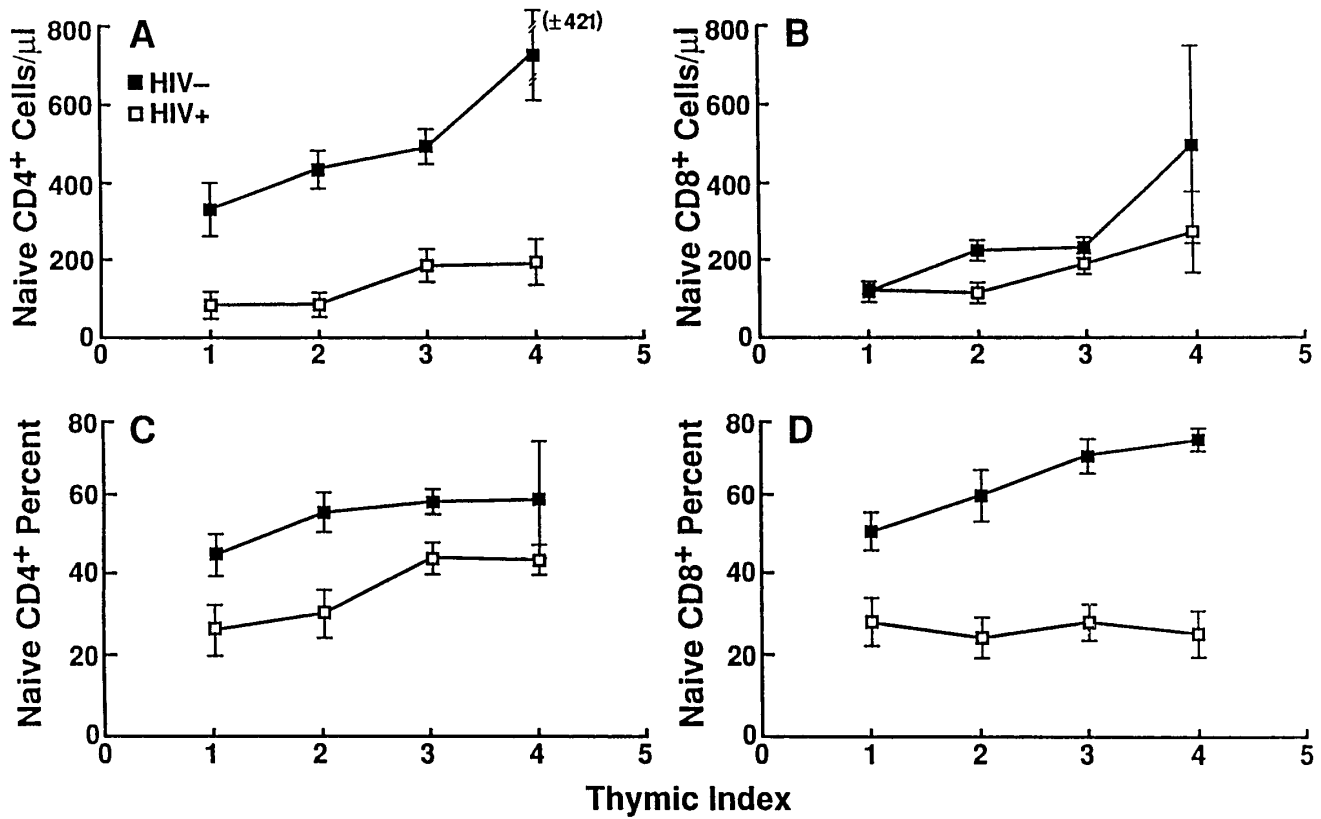 A
(±421)
HIV–
HIV+
Naive CD4+ Cells/µl
800
600
400
200
0
0 1 2 3 4 5
B
Naive CD8+ Cells/µl
800
600
400
200
0
0 1 2 3 4 5
C
Naive CD4+ Percent
80
60
40
20
0
0 1 2 3 4 5
D
Naive CD8+ Percent
80
60
40
20
0
0 1 2 3 4 5
Thymic Index